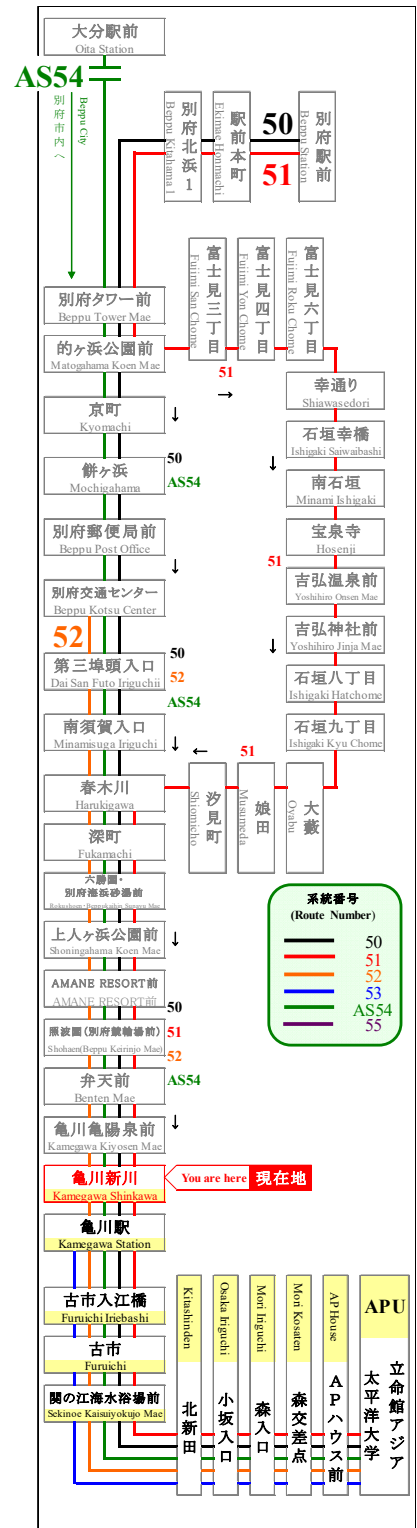 大分駅前
Oita Station
AS54
Beppu City
別府市内へ
別府北浜1
Beppu Kitahama 1
駅前本町
Ekimae Honmachi
50
51
別府駅前
Beppu Station
別府タワー前
Beppu Tower Mae
的ヶ浜公園前
Matogahama Koen Mae
富士見三丁目
Fujimi San Chome
富士見四丁目
Fujimi Yon Chome
富士見六丁目
Fujimi Roku Chome
51
→
京町
Kyomachi
↓
幸通り
Shiawasedori
石垣幸橋
Ishigaki Saiwaibashi
↓
餅ヶ浜
Mochigahama
50
AS54
南石垣
Minami Ishigaki
別府郵便局前
Beppu Post Office
↓
宝泉寺
Hosenji
51
吉弘温泉前
Yoshihiro Onsen Mae
別府交通センター
Beppu Kotsu Center
52
吉弘神社前
Yoshihiro Jinja Mae
↓
第三埠頭入口
Dai San Futo Iriguchii
50
52
AS54
石垣八丁目
Ishigaki Hatchome
南須賀入口
Minamisuga Iriguchi
↓
石垣九丁目
Ishigaki Kyu Chome
←
51
春木川
Harukigawa
汐見町
Shiomicho
娘田
Musumeda
大藪
Oyabu
深町
Fukamachi
六勝園・
別府海浜砂湯前
上人ヶ浜公園前
Shoningahama Koen Mae
↓
AMANE RESORT前
AMANE RESORT前
照波園(別府競輪場前)
Shohaen(Beppu Keirinjo Mae)
50
51
52
AS54
弁天前
Benten Mae
亀川亀陽泉前
Kamegawa Kiyosen Mae
↓
系統番号
(Route Number)
50
51
52
53
AS54
55
亀川新川
Kamegawa Shinkawa
You are here 現在地
亀川駅
Kamegawa Station
古市入江橋
Furuichi Iriebashi
古市
Furuichi
関の江海水浴場前
Sekinoe Kaisuiyokujo Mae
Kitashinden
北新田
Osaka Iriguchi
小坂入口
Mori Iriguchi
森入口
Mori Kosaten
森交差点
AP House
APハウス前
APU
立命館アジア
太平洋大学